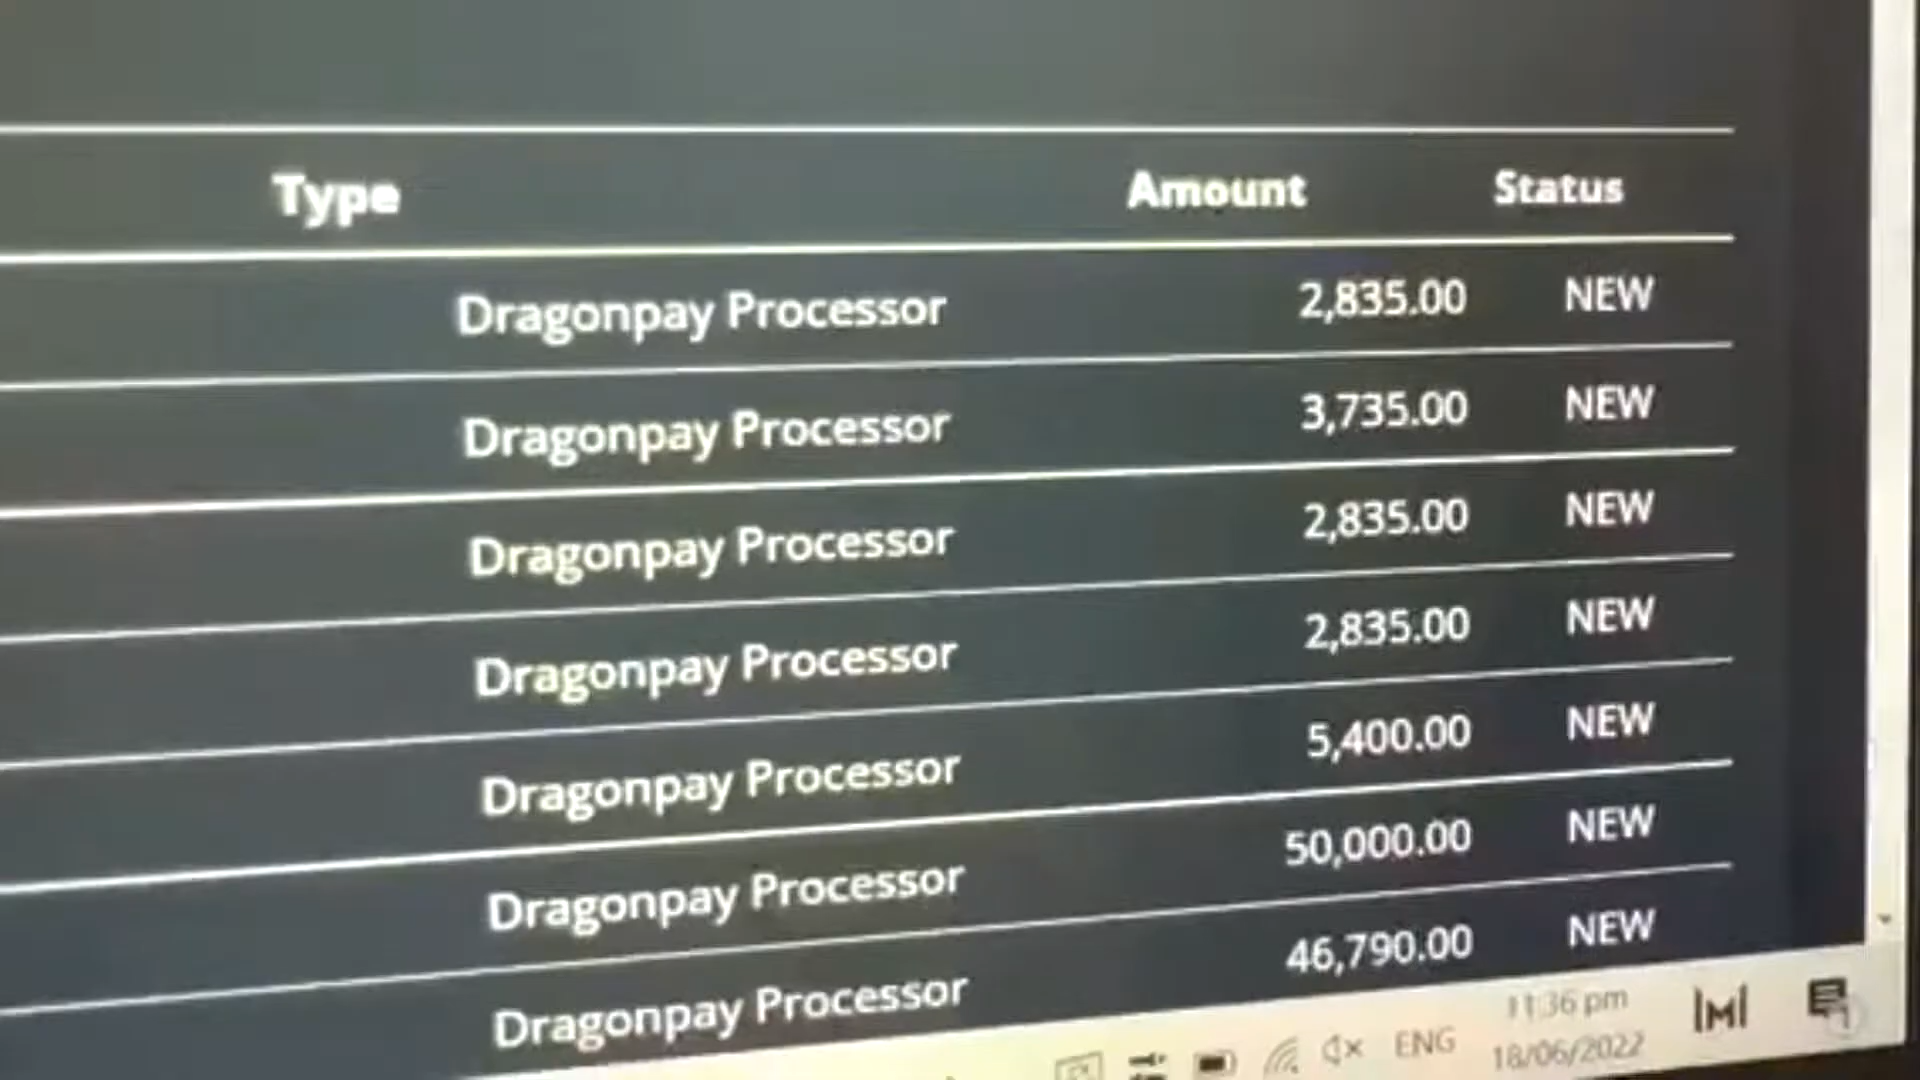 Type Amount Status
Dragonpay Processor 2,835.00 NEW
Dragonpay Processor 3,735.00 NEW
Dragonpay Processor 2,835.00 NEW
Dragonpay Processor 2,835.00 NEW
Dragonpay Processor 5,400.00 NEW
Dragonpay Processor 50,000.00 NEW
Dragonpay Processor 46,790.00 NEW
ENG 11:36 pm
18/06/2022